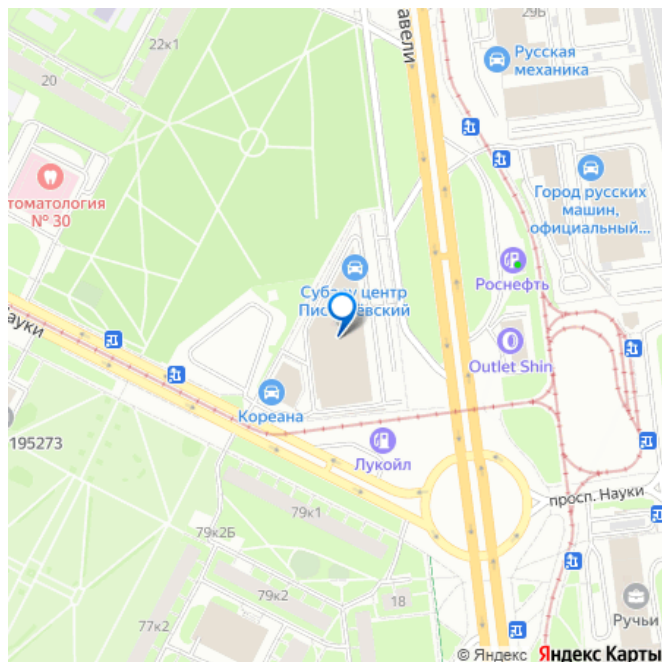 авели
29Б
22к1
Русская
механика
20
томатология
№ 30
Город русских
машин,
официальный...
Роснефть
Субару центр
Науки
Outlet Shin
Кореана
195273
Лукойл
просп. Науки
79к1
79к2Б
79к2
18
77к2
Ручьи
© Яндекс Яндекс Карты